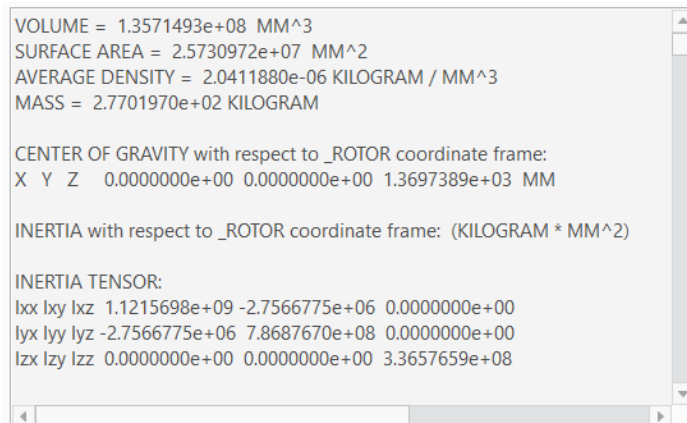 VOLUME = 1.3571493e+08 MM^3
SURFACE AREA = 2.5730972e+07 MM^2
AVERAGE DENSITY = 2.0411880e-06 KILOGRAM / MM^3
MASS = 2.7701970e+02 KILOGRAM
CENTER OF GRAVITY with respect to _ROTOR coordinate frame:
X Y Z 0.0000000e+00 0.0000000e+00 1.3697389e+03 MM
INERTIA with respect to _ROTOR coordinate frame: (KILOGRAM * MM^2)
INERTIA TENSOR:
Ixx Ixy Ixz 1.1215698e+09 -2.7566775e+06 0.0000000e+00
Iyx Iyy Iyz -2.7566775e+06 7.8687670e+08 0.0000000e+00
Izx Izy Izz 0.0000000e+00 0.0000000e+00 3.3657659e+08